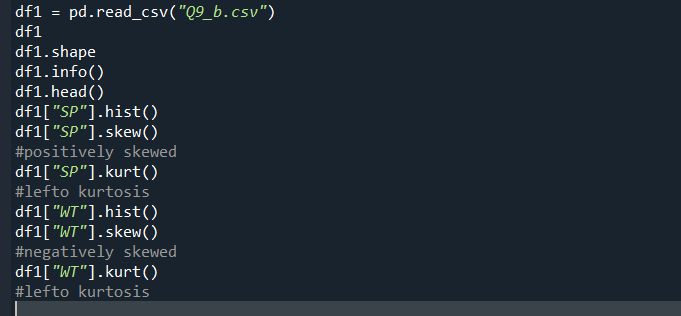 df1 = pd.read_csv("Q9_b.csv")
df1
df1.shape
df1.info()
df1.head()
df1["SP"].hist()
df1["SP"].skew()
#positively skewed
df1["SP"].kurt()
#lefto kurtosis
df1["WT"].hist()
df1["WT"].skew()
#negatively skewed
df1["WT"].kurt()
#lefto kurtosis